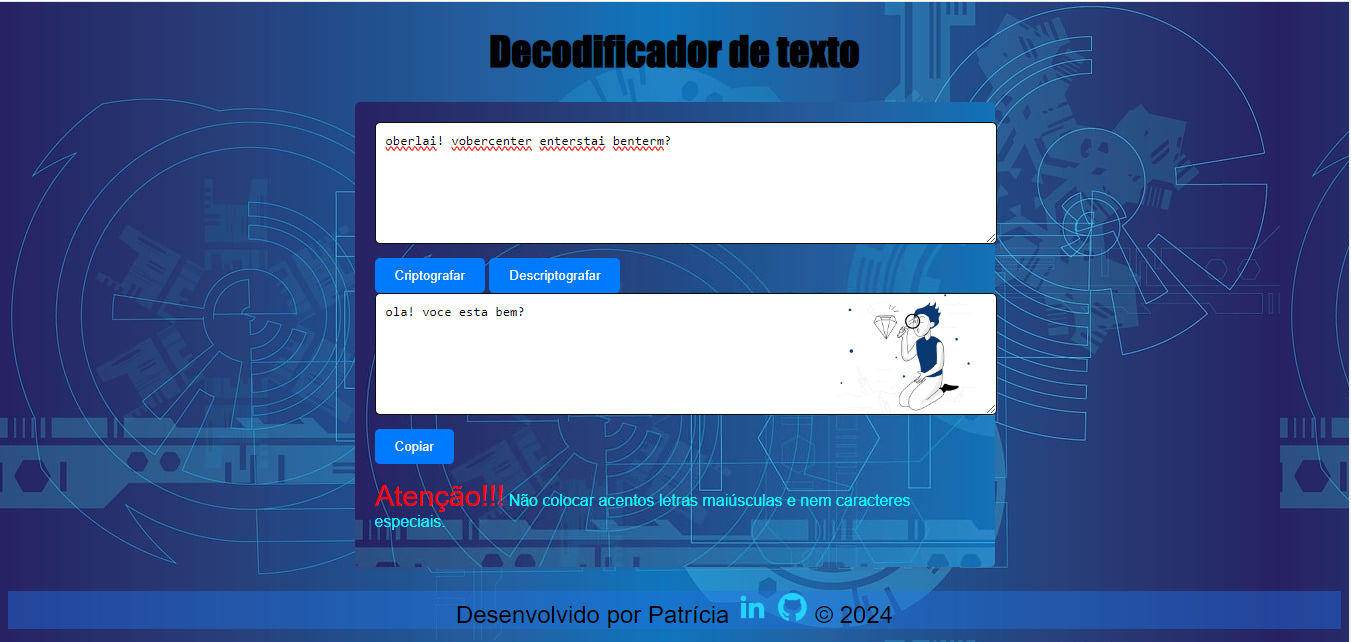 Decodificador de texto
oberlai! vobercenter enterstai benterm?
Criptografar Descriptografar
ola! voce esta bem?
Copiar
Atenção!!! Não colocar acentos letras maiúsculas e nem caracteres
especiais.
Desenvolvido por Patrícia in © 2024